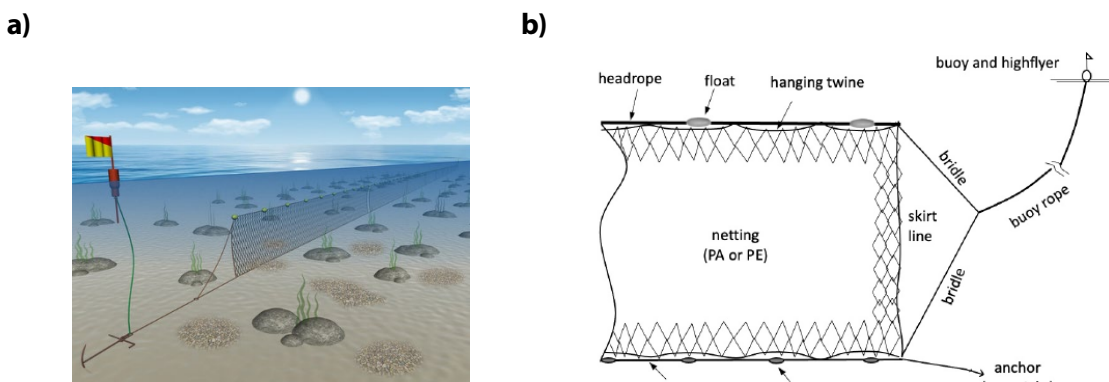 a)
b)
buoy and highflyer
headrope
float
hanging twine
bridle
buoy rope
skirt
line
netting
(PA or PE)
bridle
anchor